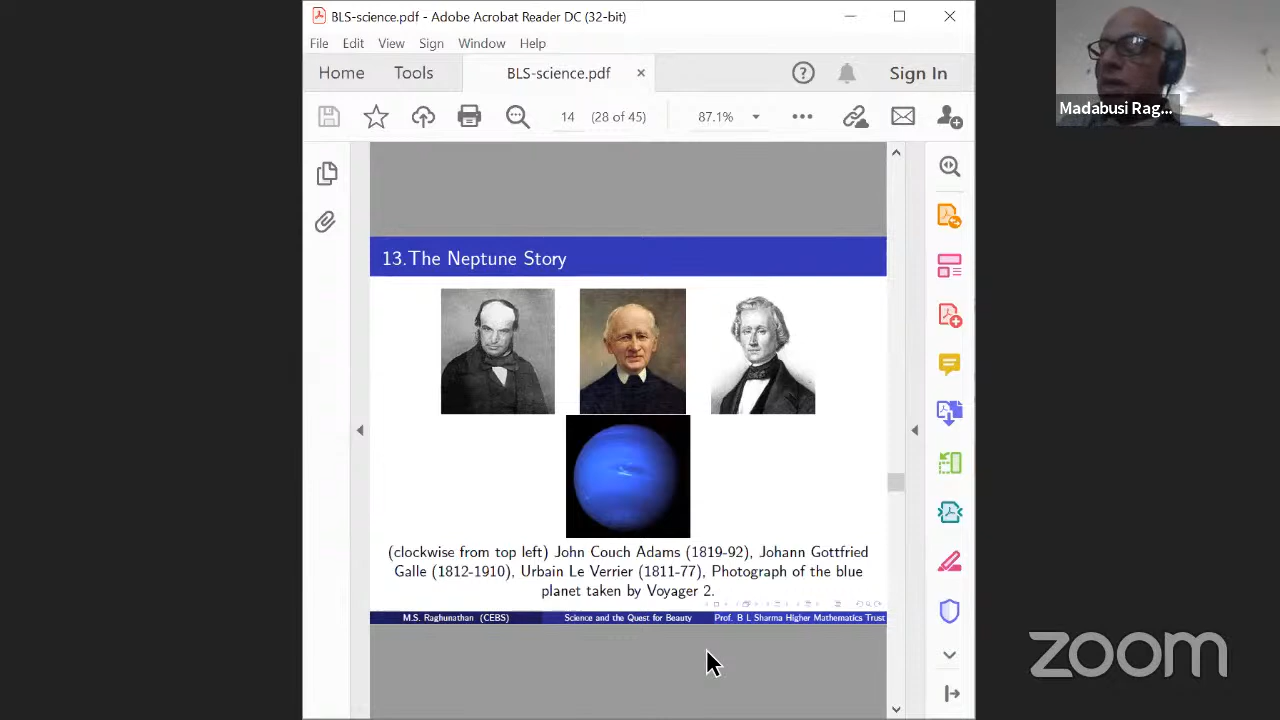 BLS-science.pdf - Adobe Acrobat Reader DC (32-bit)
File Edit View Sign Window Help
Home Tools BLS-science.pdf × Sign In
14 (28 of 45) 87.1%
Madabusi Rag...
13.The Neptune Story
(clockwise from top left) John Couch Adams (1819-92), Johann Gottfried
Galle (1812-1910), Urbain Le Verrier (1811-77), Photograph of the blue
planet taken by Voyager 2.
M.S. Raghunathan (CEBS) Science and the Quest for Beauty Prof. B L Sharma Higher Mathematics Trust
zoom